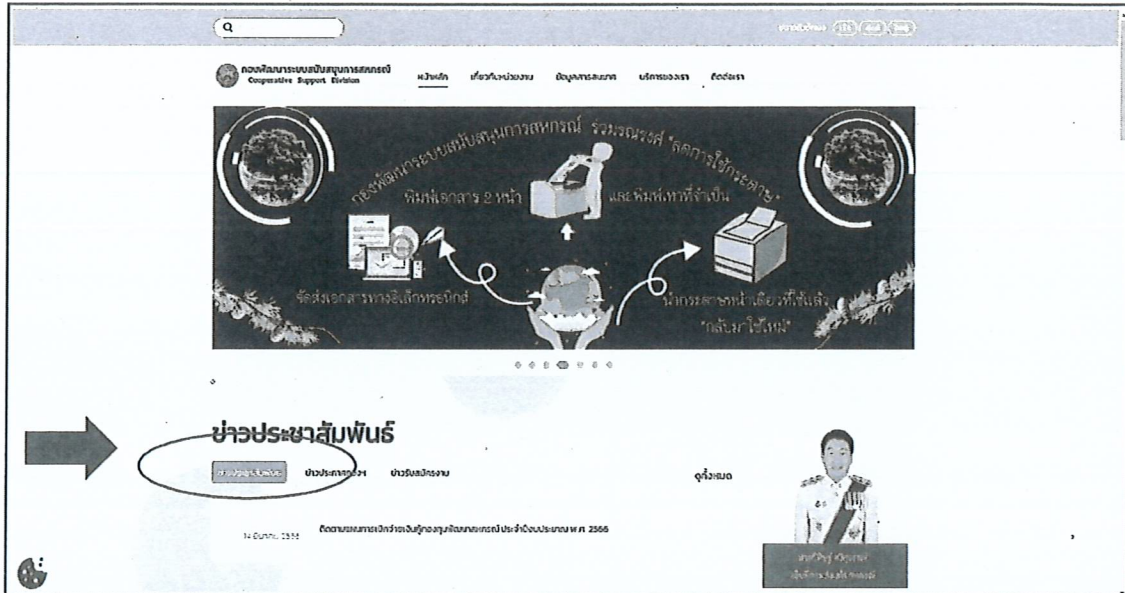 กองพัฒนาระบบสนับสนุนการสหกรณ์
Cooperative Support Division
หน้าหลัก เกี่ยวกับหน่วยงาน ข้อมูลสารสนเทศ บริการของเรา ติดต่อเรา
กองพัฒนาระบบสนับสนุนการสหกรณ์ ร่วมรณรงค์ "ลดการใช้กระดาษ"
พิมพ์เอกสาร 2 หน้า และพิมพ์เท่าที่จำเป็น
จัดส่งเอกสารทางอิเล็กทรอนิกส์
นำกระดาษหน้าเดียวที่ใช้แล้ว
"กลับมาใช้ใหม่"
ข่าวประชาสัมพันธ์
ข่าวประชาสัมพันธ์ ข่าวประกาศกองฯ ข่าวรับสมัครงาน ดูทั้งหมด
ติดตามผลการเบิกจ่ายเงินกู้กองทุนพัฒนาสหกรณ์ ประจำปีงบประมาณ พ.ศ. 2566